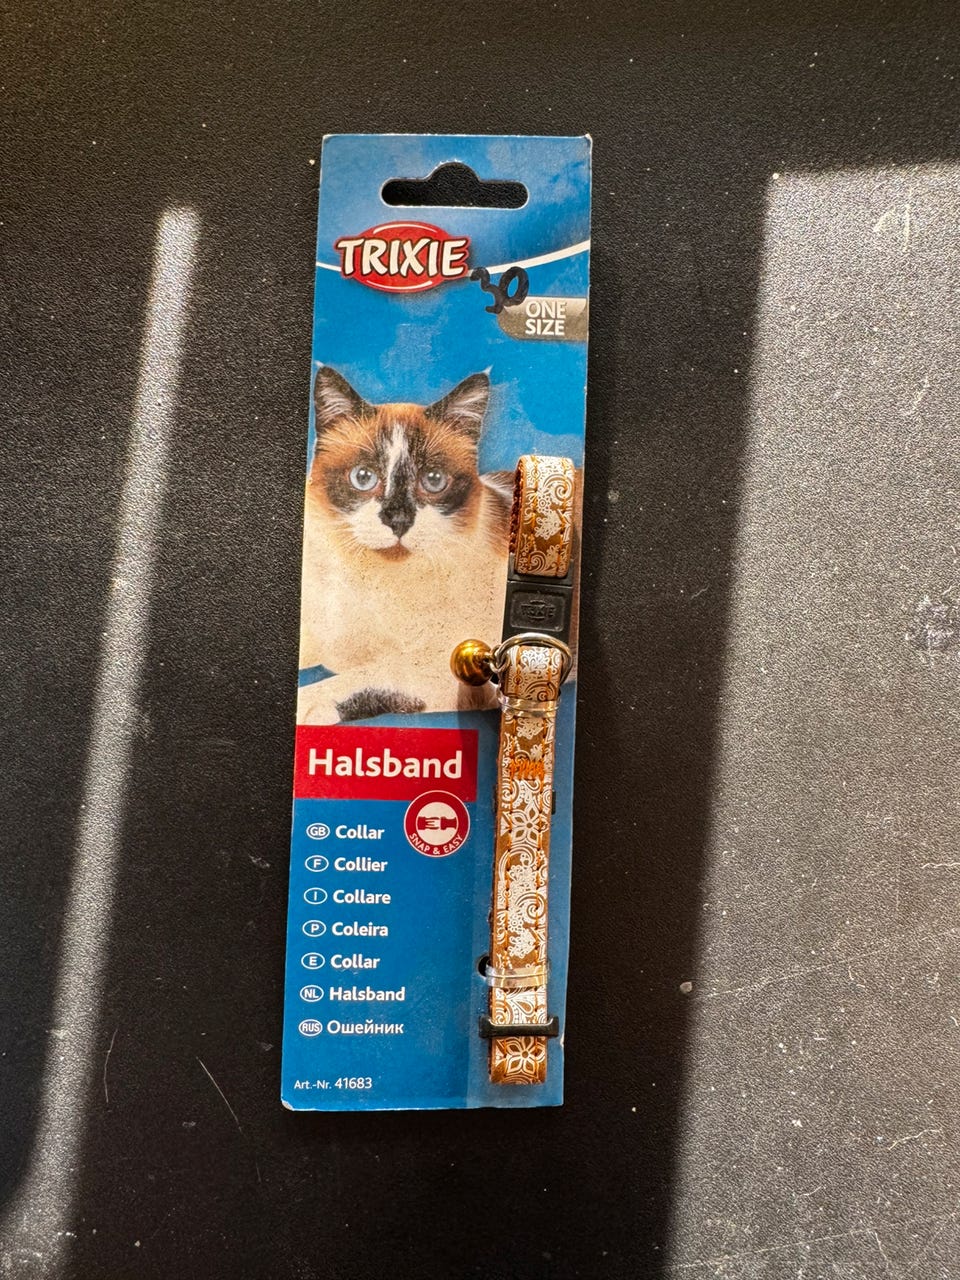 TRIXIE
30
ONE
SIZE
TRIXIE
Halsband
SNAP & EASY
GB Collar
F Collier
I Collare
P Coleira
E Collar
NL Halsband
RUS Ошейник
Art.-Nr. 41683